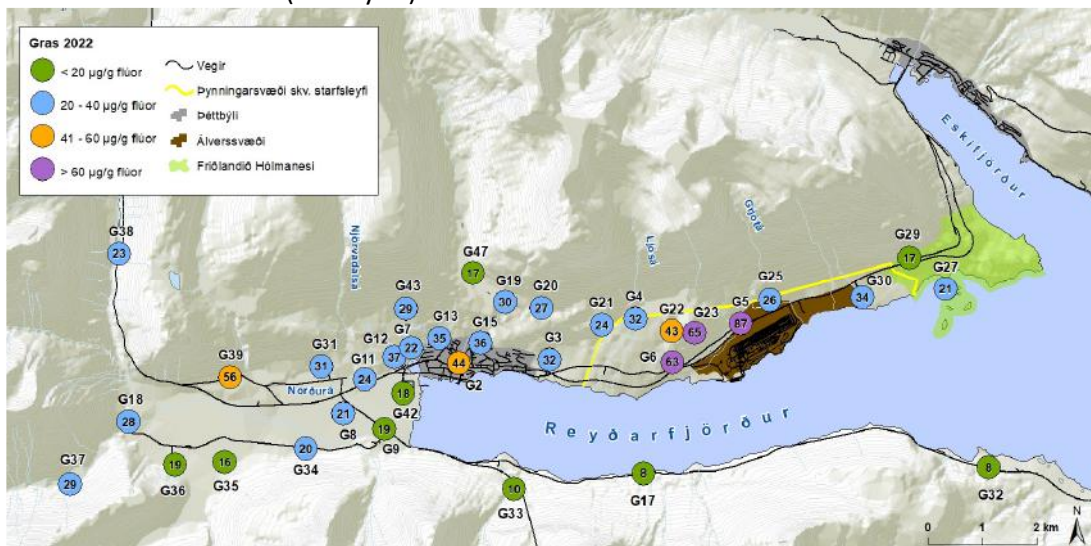 Gras 2022
< 20 µg/g flúor
20 - 40 µg/g flúor
41 - 60 µg/g flúor
> 60 µg/g flúor
Vegir
Þynningarsvæði skv. starfsleyfi
Þéttbýli
Álverssvæði
Friðlandið Hólmanesi
Eskifjörður
G38
23
Njörvadalsá
G47
17
Ljósá
Grjótá
G29
17
G27
21
G43
29
G19
30
G20
27
G21
24
G4
32
G22
43
G23
65
G5
87
G25
26
G30
34
G12
37
G7
22
G13
35
G15
36
G3
32
G6
63
G39
56
G31
31
G11
24
44
G2
Norðurá
18
G42
G18
28
21
G8
19
G9
Reyðarfjörður
G37
29
19
G36
16
G35
20
G34
10
G33
8
G17
8
G32
N
0 1 2 km